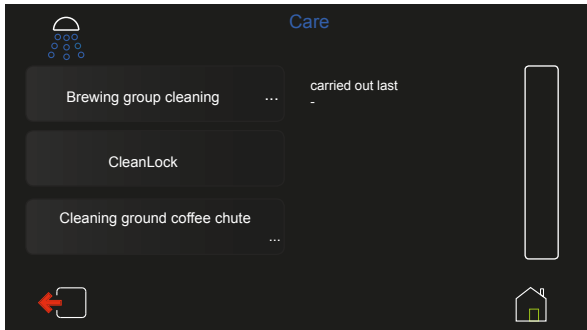 Care
Brewing group cleaning ...
carried out last
-
CleanLock
Cleaning ground coffee chute
...